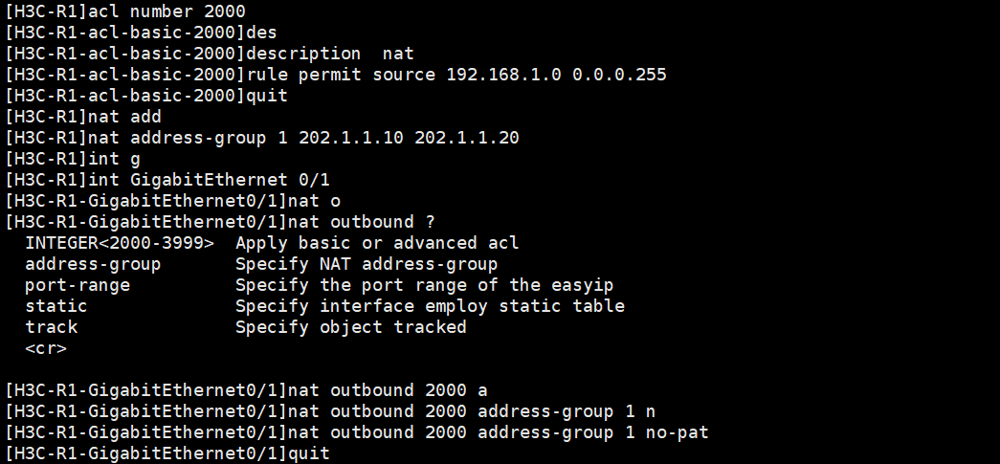 [H3C-R1]acl number 2000
[H3C-R1-acl-basic-2000]des
[H3C-R1-acl-basic-2000]description  nat
[H3C-R1-acl-basic-2000]rule permit source 192.168.1.0 0.0.0.255
[H3C-R1-acl-basic-2000]quit
[H3C-R1]nat add
[H3C-R1]nat address-group 1 202.1.1.10 202.1.1.20
[H3C-R1]int g
[H3C-R1]int GigabitEthernet 0/1
[H3C-R1-GigabitEthernet0/1]nat o
[H3C-R1-GigabitEthernet0/1]nat outbound ?
  INTEGER<2000-3999>  Apply basic or advanced acl
  address-group       Specify NAT address-group
  port-range          Specify the port range of the easyip
  static              Specify interface employ static table
  track               Specify object tracked
  <cr>

[H3C-R1-GigabitEthernet0/1]nat outbound 2000 a
[H3C-R1-GigabitEthernet0/1]nat outbound 2000 address-group 1 n
[H3C-R1-GigabitEthernet0/1]nat outbound 2000 address-group 1 no-pat
[H3C-R1-GigabitEthernet0/1]quit